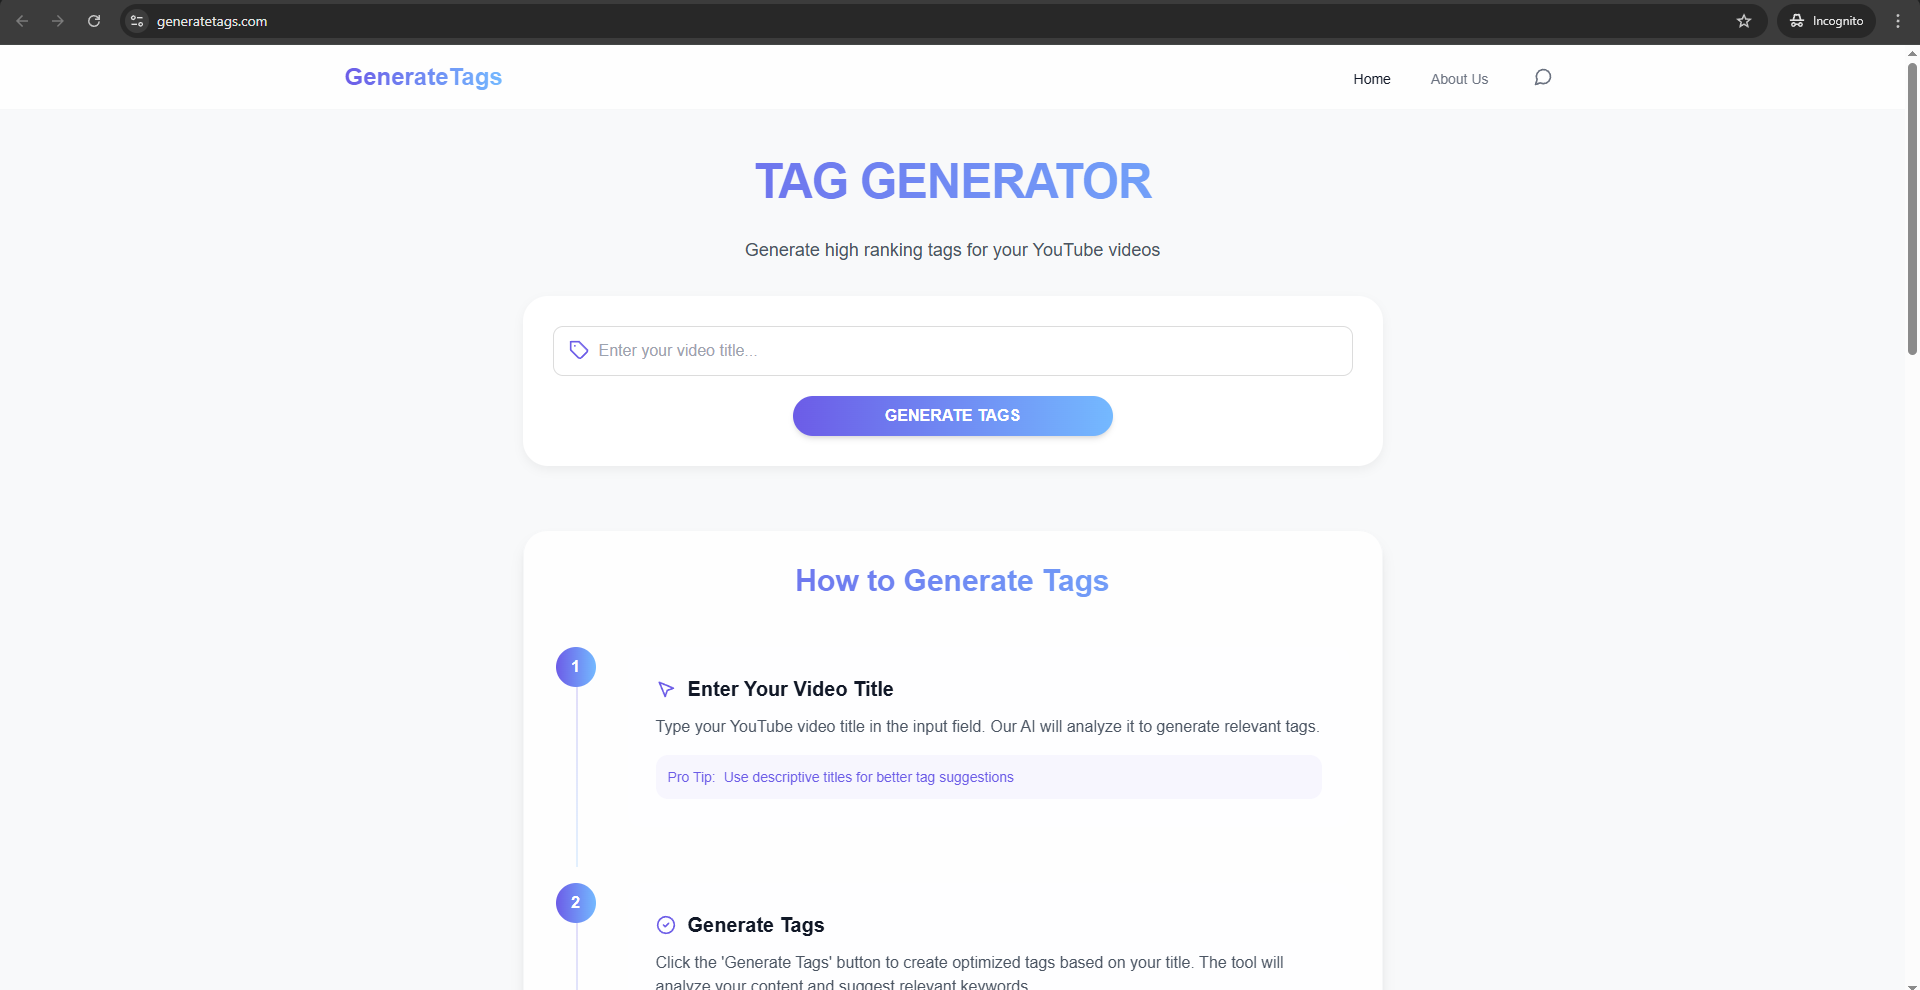 generatetags.com
Incognito
GenerateTags
Home
About Us
TAG GENERATOR
Generate high ranking tags for your YouTube videos
Enter your video title...
GENERATE TAGS
How to Generate Tags
1
Enter Your Video Title
Type your YouTube video title in the input field. Our AI will analyze it to generate relevant tags.
Pro Tip: Use descriptive titles for better tag suggestions
2
Generate Tags
Click the 'Generate Tags' button to create optimized tags based on your title. The tool will
analyze your content and suggest relevant keywords.